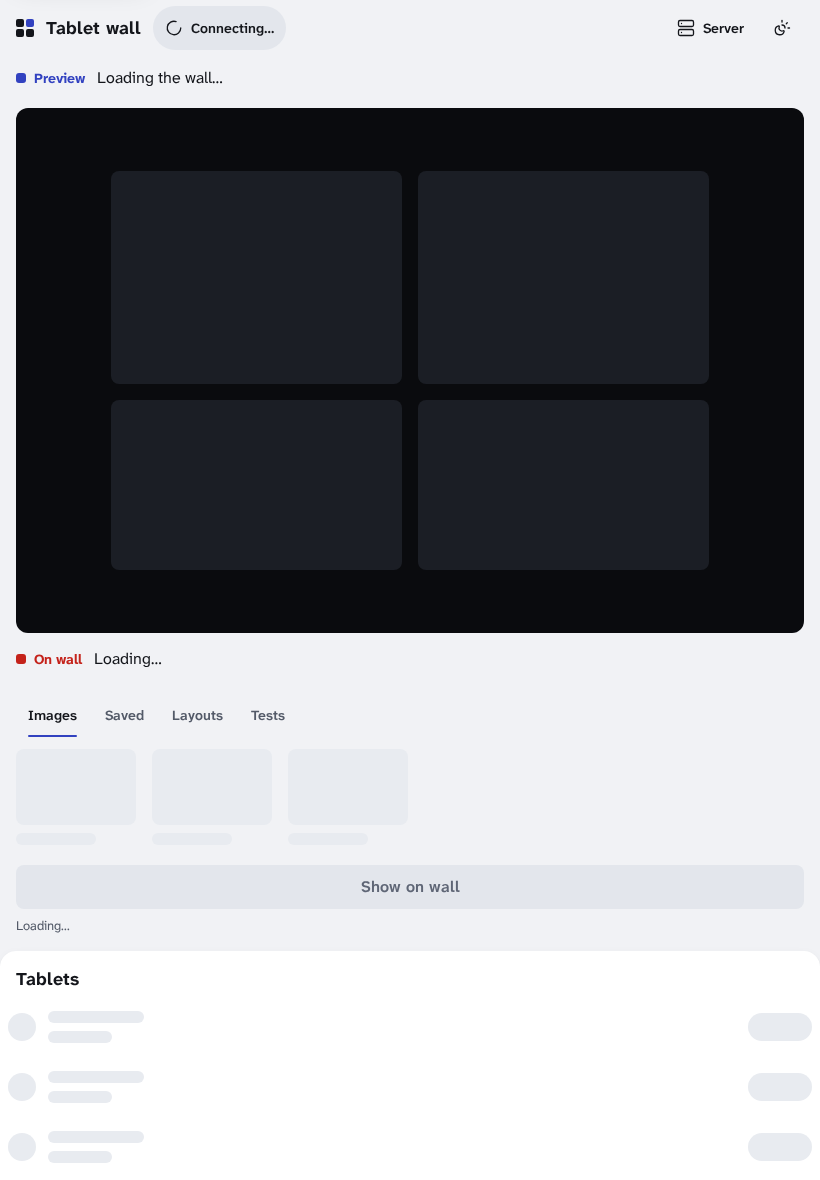 Tablet wall
Connecting...
Server
Preview Loading the wall...
On wall Loading...
Images Saved Layouts Tests
Show on wall
Loading...
Tablets